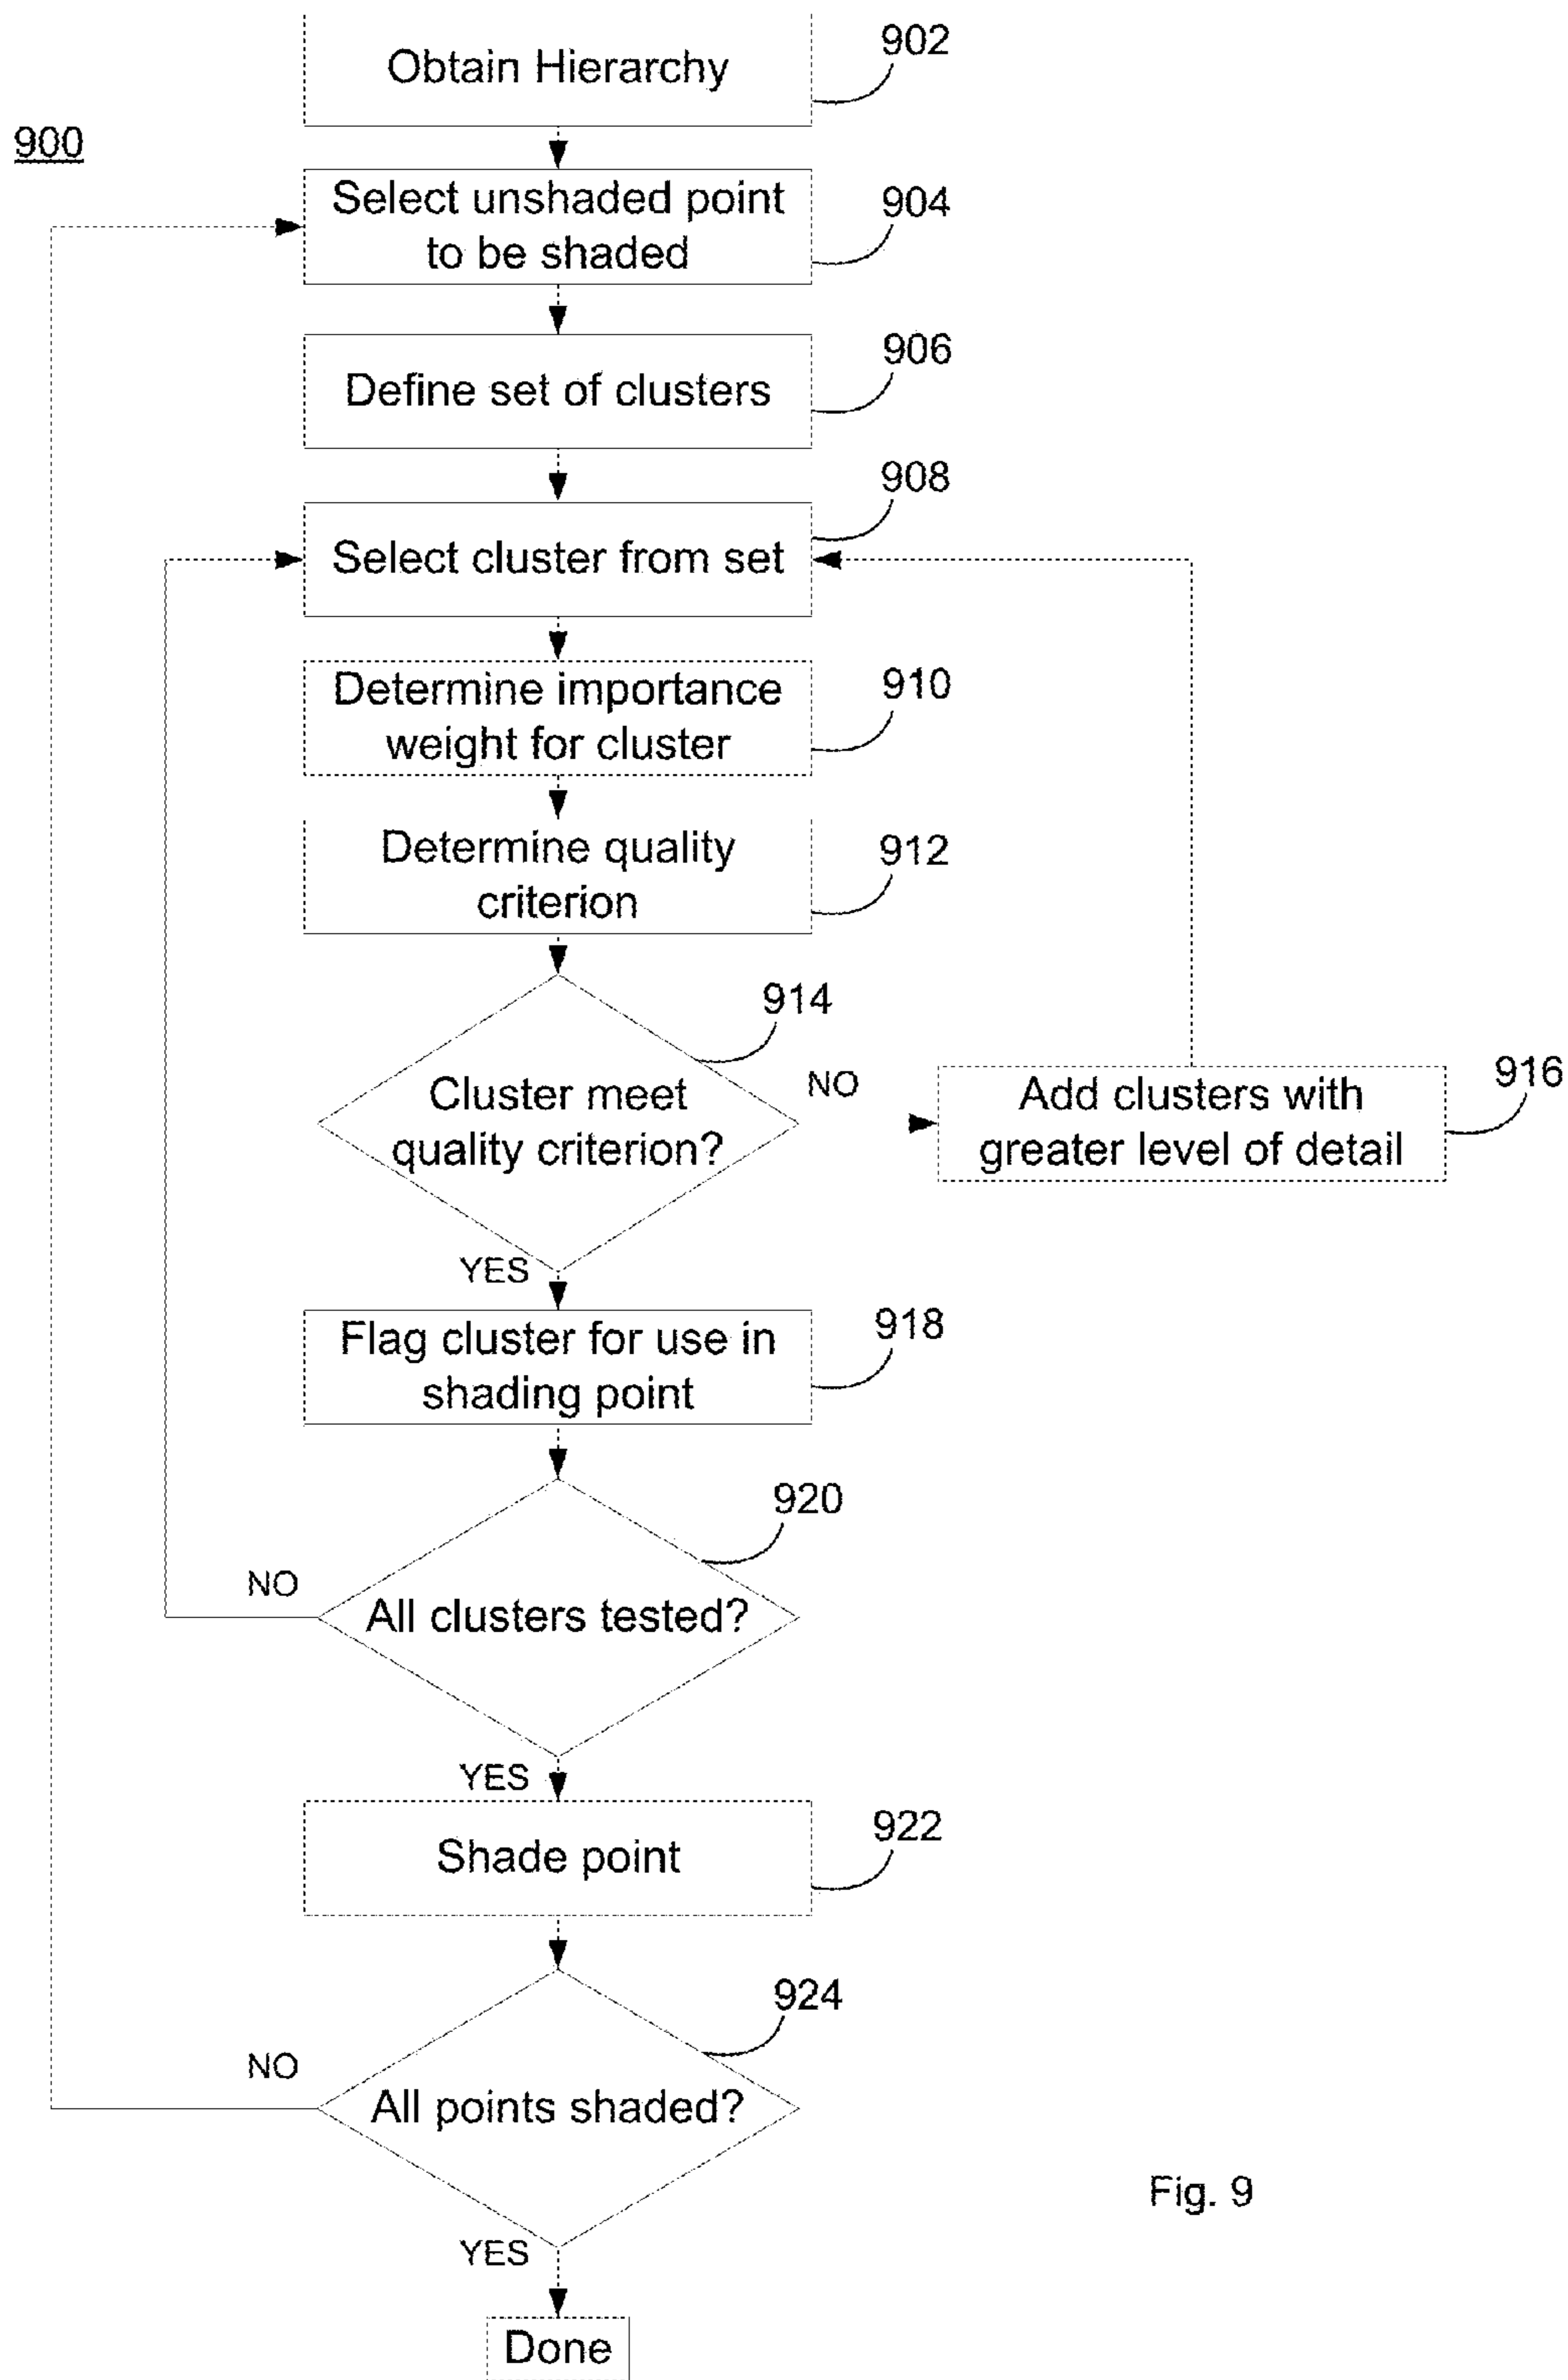 Obtain Hierarchy
902
900
Select unshaded point
to be shaded
904
Define set of clusters
906
908
Select cluster from set
Determine importance
weight for cluster
910
Determine quality
criterion
912
914
Cluster meet
quality criterion?
NO
Add clusters with
greater level of detail
916
YES
Flag cluster for use in
shading point
918
920
NO
All clusters tested?
YES
Shade point
922
924
NO
All points shaded?
Fig. 9
YES
Done